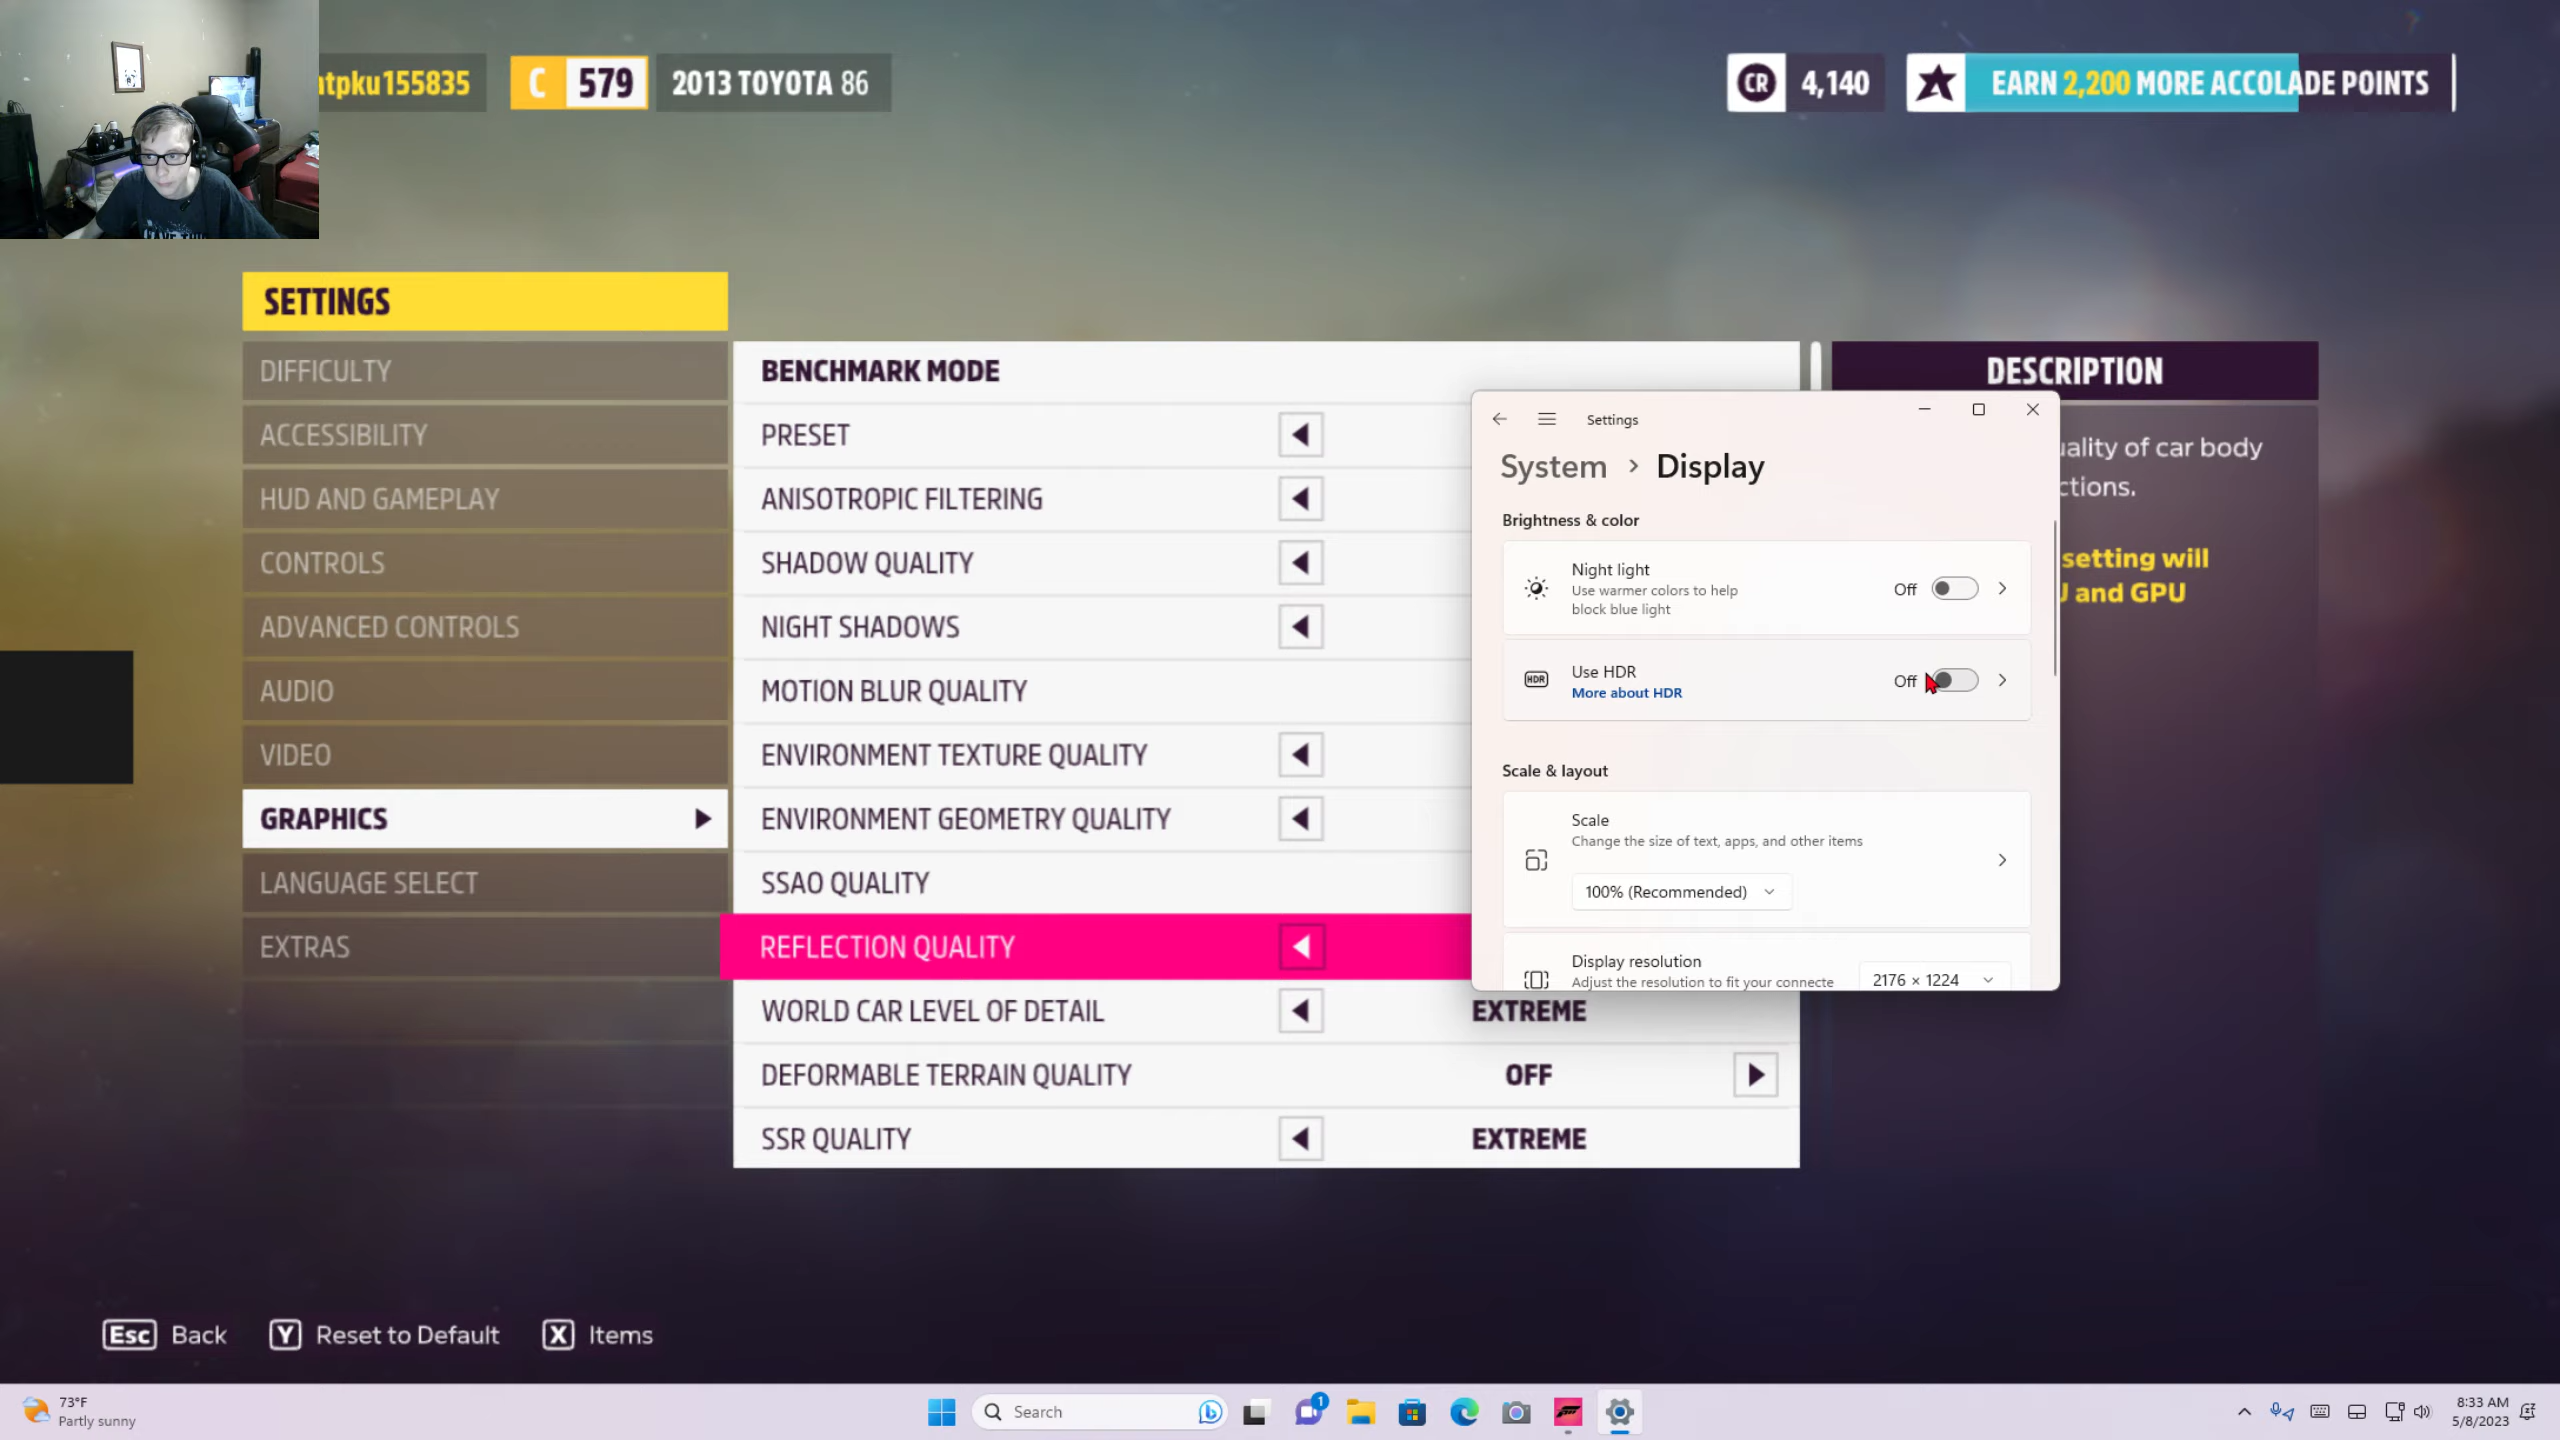 atpku155835
C 579 2013 TOYOTA 86
CR 4,140
EARN 2,200 MORE ACCOLADE POINTS
SETTINGS
DIFFICULTY
ACCESSIBILITY
HUD AND GAMEPLAY
CONTROLS
ADVANCED CONTROLS
AUDIO
VIDEO
GRAPHICS
LANGUAGE SELECT
EXTRAS
BENCHMARK MODE
PRESET
ANISOTROPIC FILTERING
SHADOW QUALITY
NIGHT SHADOWS
MOTION BLUR QUALITY
ENVIRONMENT TEXTURE QUALITY
ENVIRONMENT GEOMETRY QUALITY
SSAO QUALITY
REFLECTION QUALITY
WORLD CAR LEVEL OF DETAIL EXTREME
DEFORMABLE TERRAIN QUALITY OFF
SSR QUALITY EXTREME
Settings
System > Display
Brightness & color
Night light
Use warmer colors to help
block blue light
Off
HDR
Use HDR
More about HDR
Off
Scale & layout
Scale
Change the size of text, apps, and other items
100% (Recommended)
Display resolution
Adjust the resolution to fit your connecte
2176 × 1224
DESCRIPTION
uality of car body
ctions.
setting will
U and GPU
Esc Back Y Reset to Default X Items
73°F
Partly sunny
Search
1
8:33 AM
5/8/2023